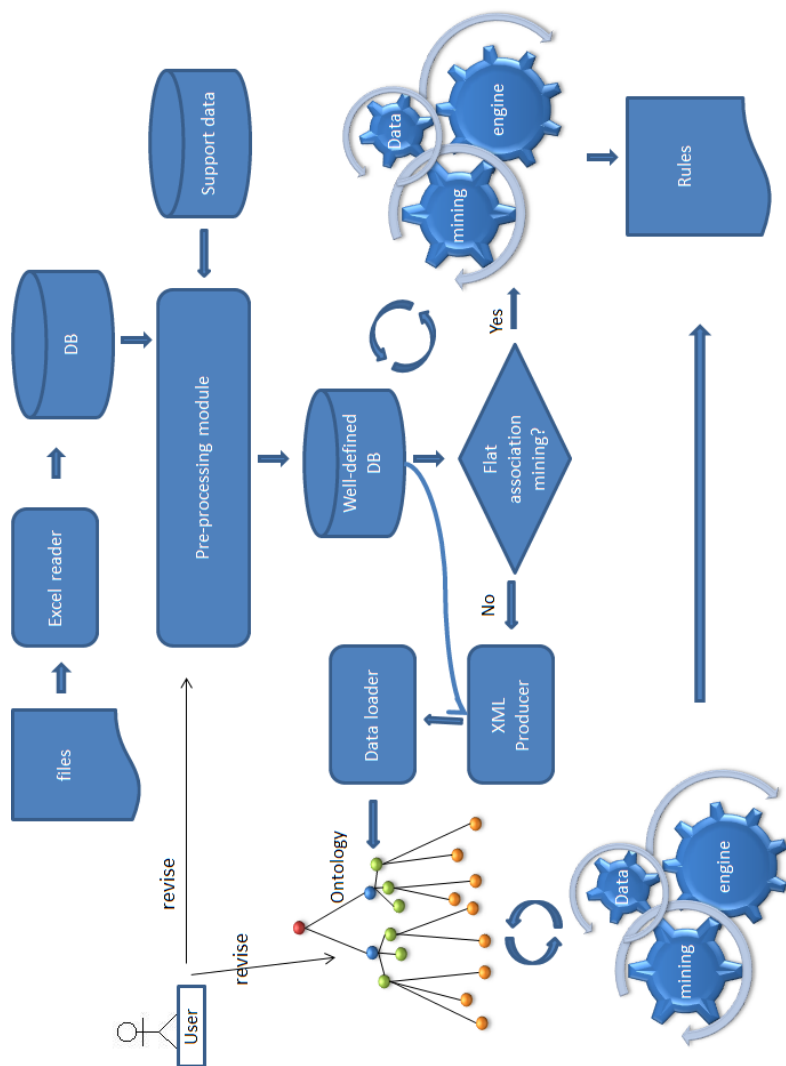 files
Excel reader
DB
Support data
User
revise
revise
Pre-processing module
Ontology
Data loader
Well-defined
DB
XML
Producer
No
Flat
association
mining?
Yes
Data
mining
engine
Data
mining
engine
Rules